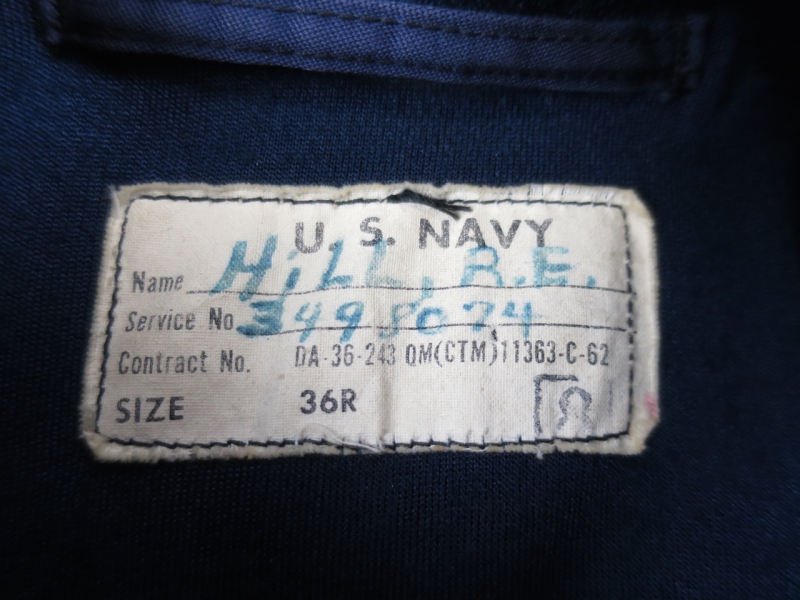 U. S. NAVY
Name HiLL, R.E.
Service No. 3498074
Contract No. DA-36-243 QM(CTM)11363-C-62
SIZE 36R